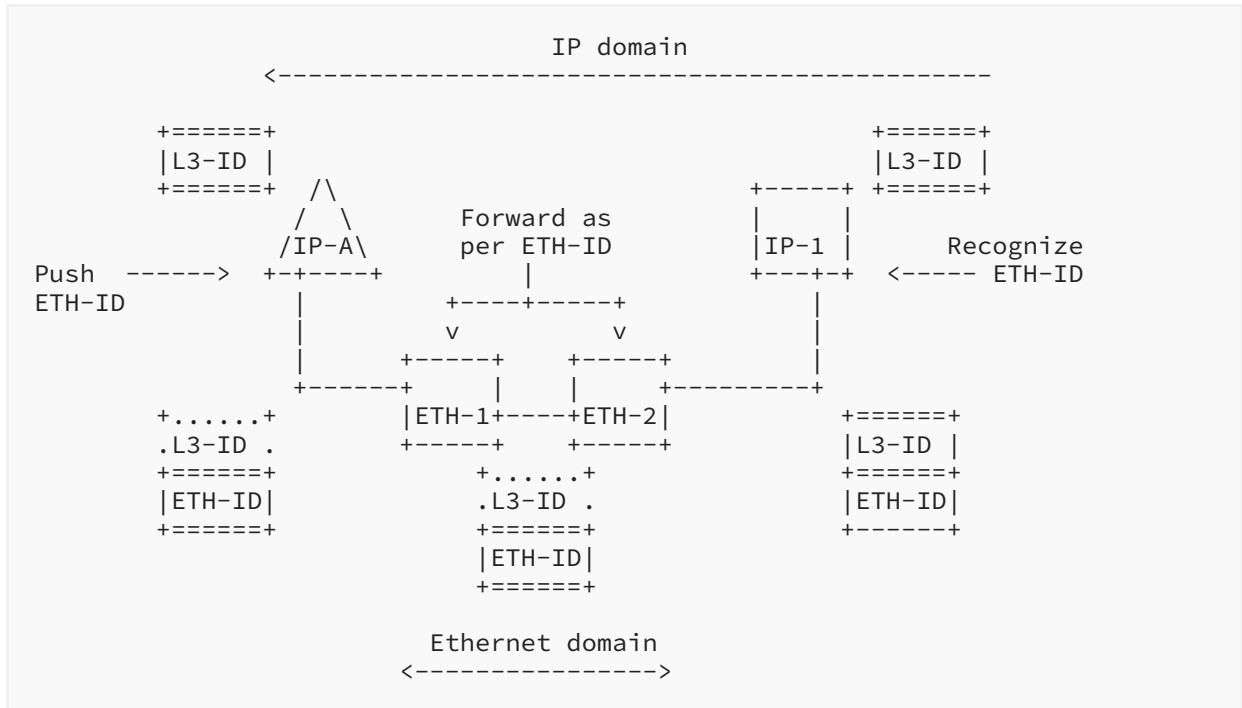 IP domain
<-----------------------------------------------
+======+ +======+
|L3-ID | |L3-ID |
+======+ /\ +-----+ +======+
/ \ Forward as | |
/IP-A\ per ETH-ID |IP-1 | Recognize
Push ------> +-+----+ | +---+-+ <----- ETH-ID
ETH-ID | +----+-----+ |
| v v |
| +-----+ +-----+ |
+------+ | | +---------+
+......+ |ETH-1+----+ETH-2| +======+
.L3-ID . +-----+ +-----+ |L3-ID |
+======+ +......+ +======+
|ETH-ID| .L3-ID . |ETH-ID|
+======+ +======+ +------+
|ETH-ID|
+======+
Ethernet domain
<---------------->